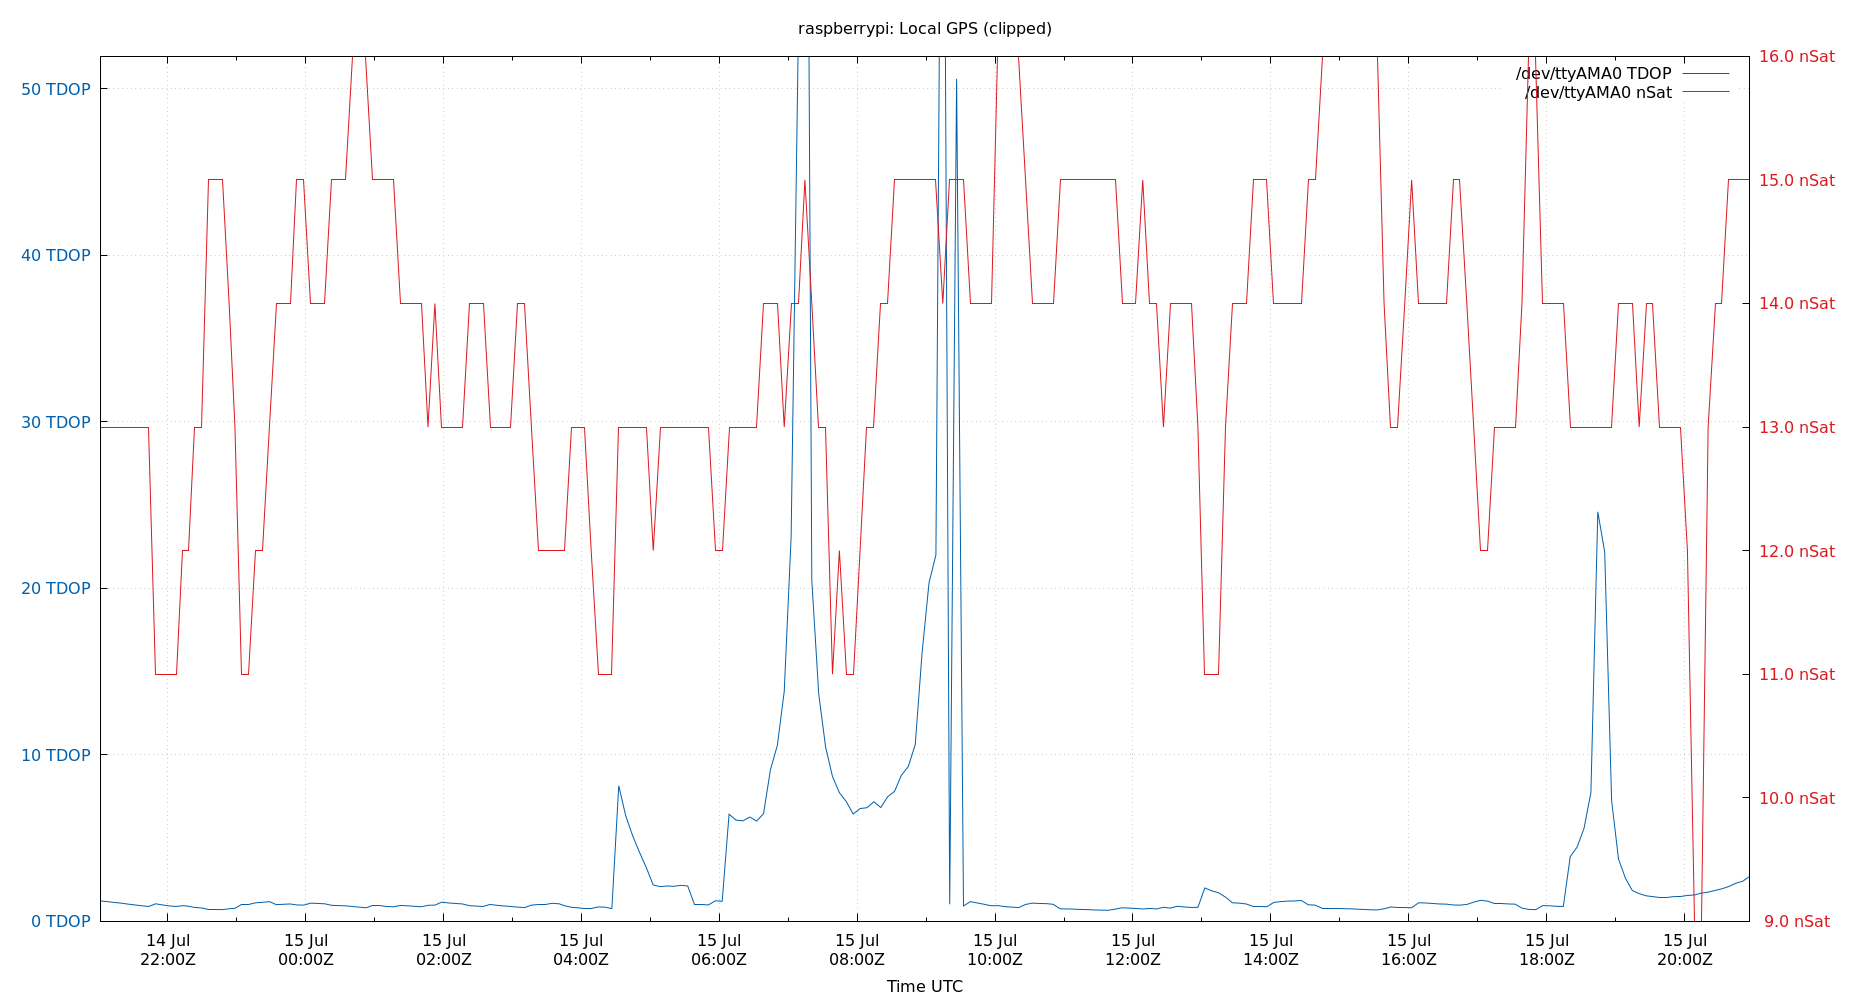 raspberrypi: Local GPS (clipped)
/dev/ttyAMA0 TDOP
/dev/ttyAMA0 nSat
50 TDOP
40 TDOP
30 TDOP
20 TDOP
10 TDOP
0 TDOP
16.0 nSat
15.0 nSat
14.0 nSat
13.0 nSat
12.0 nSat
11.0 nSat
10.0 nSat
9.0 nSat
14 Jul
22:00Z
15 Jul
00:00Z
15 Jul
02:00Z
15 Jul
04:00Z
15 Jul
06:00Z
15 Jul
08:00Z
15 Jul
10:00Z
15 Jul
12:00Z
15 Jul
14:00Z
15 Jul
16:00Z
15 Jul
18:00Z
15 Jul
20:00Z
Time UTC